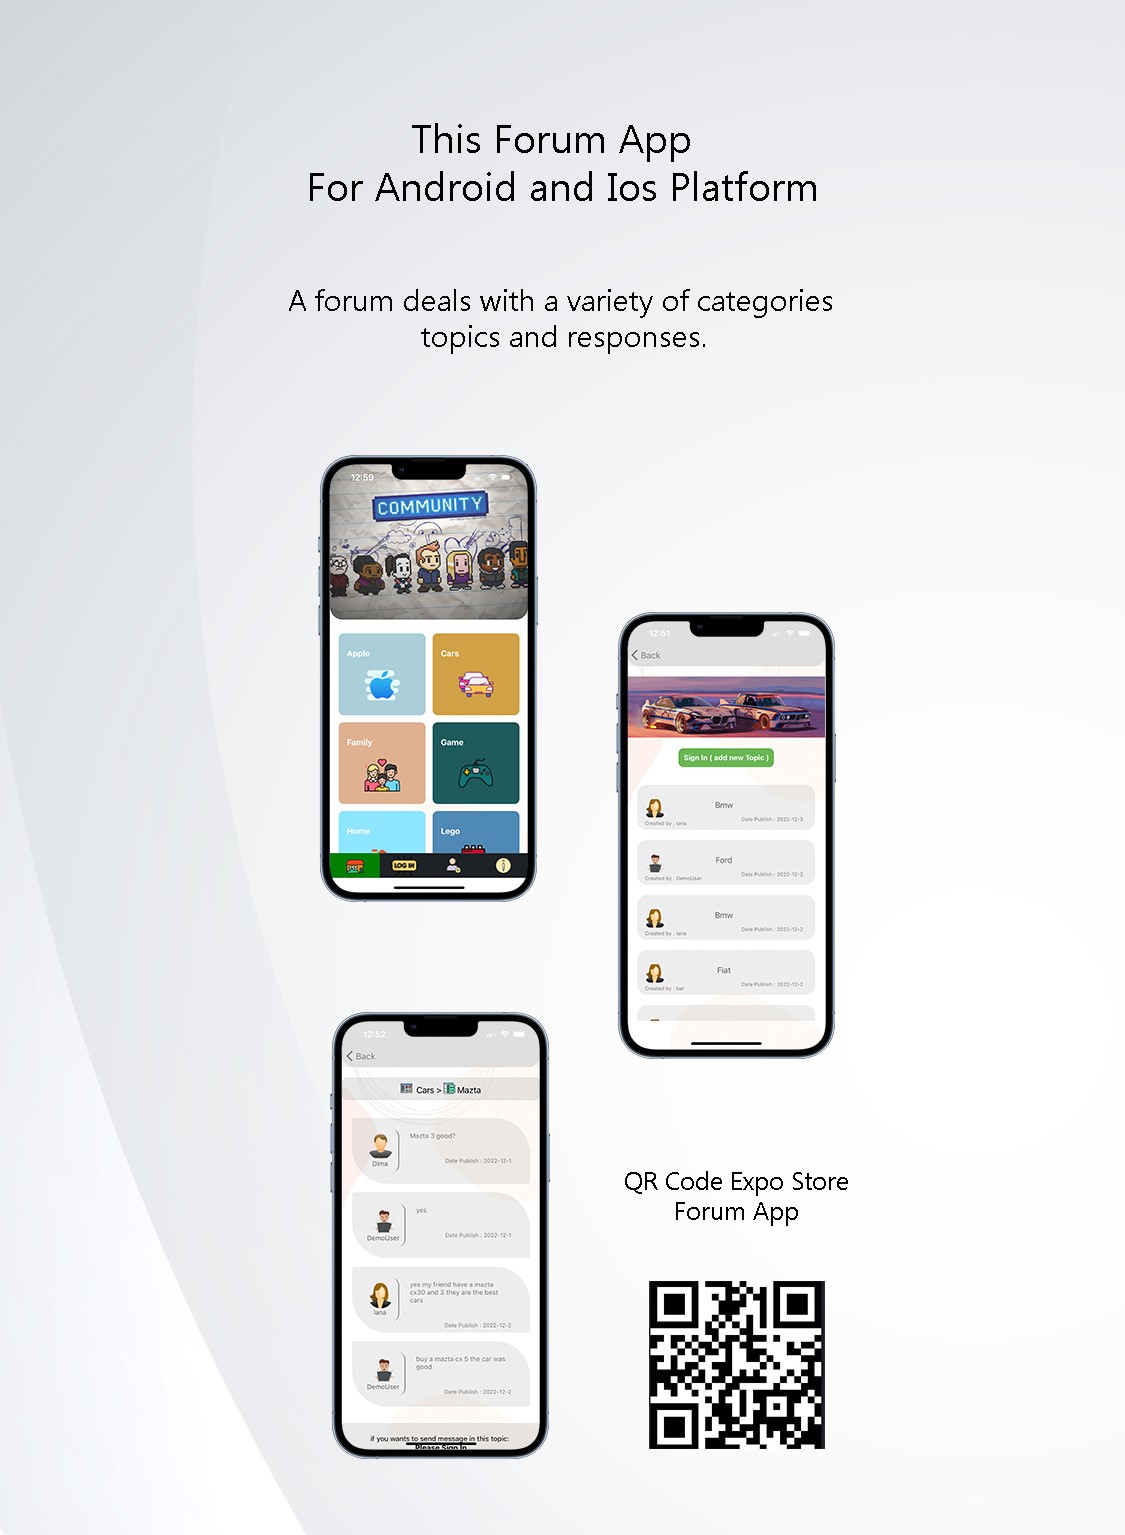 This Forum App
For Android and Ios Platform
A forum deals with a variety of categories
topics and responses.
12:59
COMMUNITY
Apple
Cars
Family
Game
Home
Lego
LOG IN
12:51
Back
Sign In ( add new Topic )
Bmw
Created by : lana
Date Publish : 2022-12-3
Ford
Created by : DemoUser
Date Publish : 2022-12-2
Bmw
Created by : lana
Date Publish : 2022-12-2
Fiat
Created by : bar
Date Publish : 2022-12-2
12:52
Back
Cars > Mazta
Mazta 3 good?
Dima
Date Publish : 2022-12-1
yes
DemoUser
Date Publish : 2022-12-1
yes my friend have a mazta
cx30 and 3 they are the best
cars
lana
Date Publish : 2022-12-2
buy a mazta cx 5 the car was
good
DemoUser
Date Publish : 2022-12-2
if you wants to send message in this topic:
Please Sign In
QR Code Expo Store
Forum App